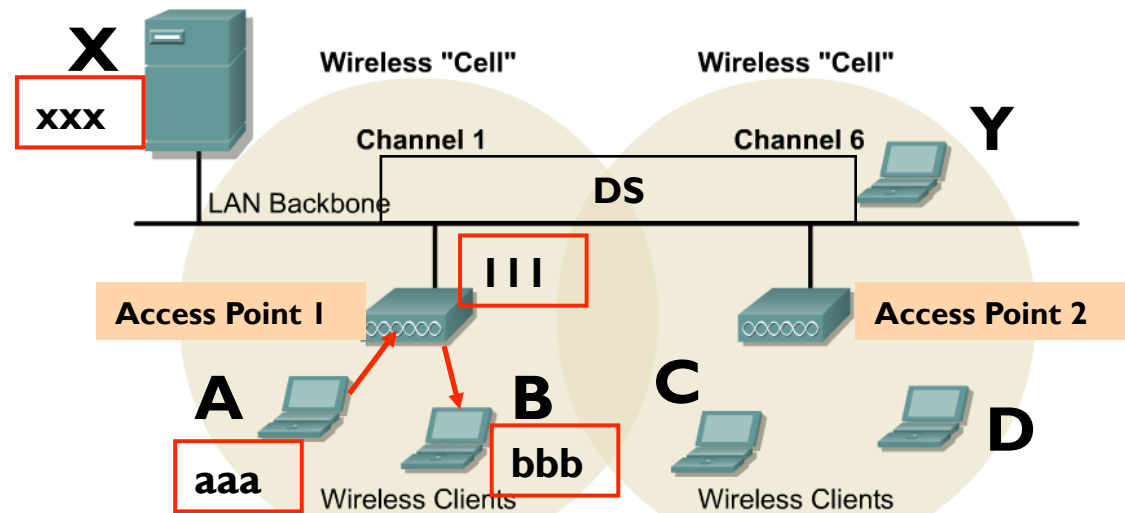 X
xxx
Wireless "Cell"
Wireless "Cell"
Channel 1
Channel 6
Y
DS
LAN Backbone
111
Access Point 1
Access Point 2
A
B
C
D
aaa
bbb
Wireless Clients
Wireless Clients